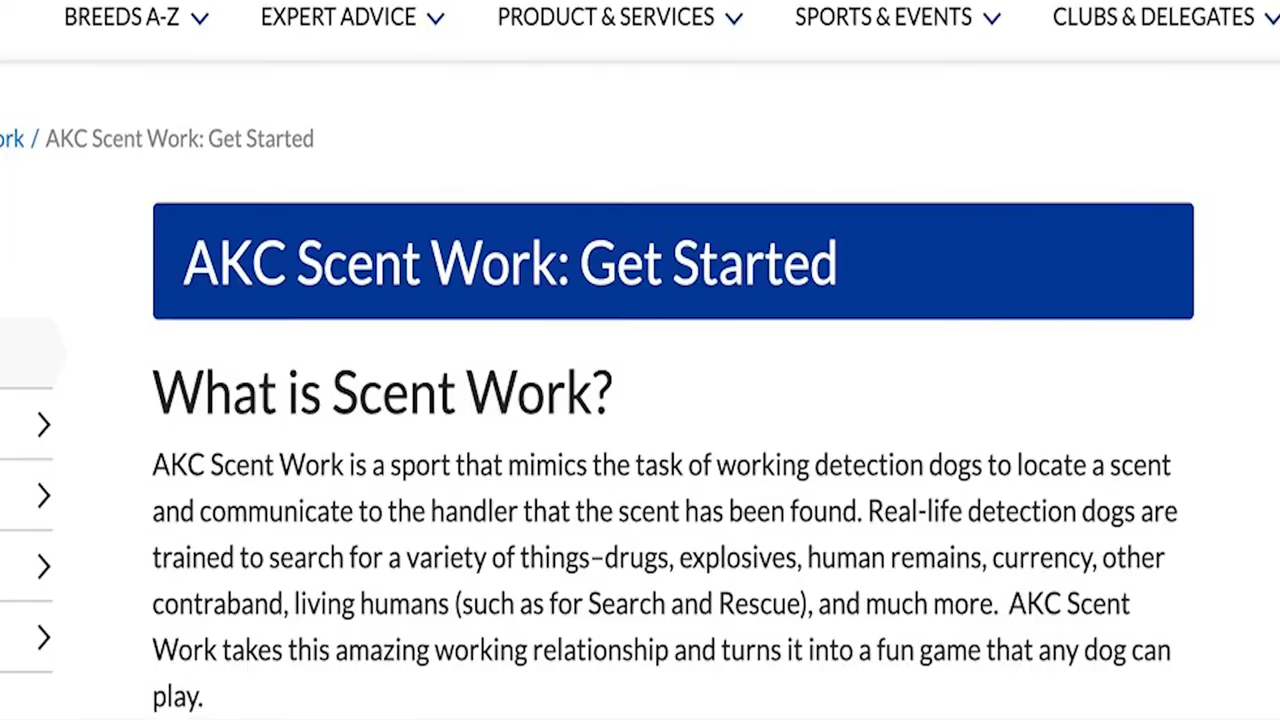 BREEDS A-Z EXPERT ADVICE PRODUCT & SERVICES SPORTS & EVENTS CLUBS & DELEGATES
/ AKC Scent Work: Get Started
AKC Scent Work: Get Started
What is Scent Work?
AKC Scent Work is a sport that mimics the task of working detection dogs to locate a scent
and communicate to the handler that the scent has been found. Real-life detection dogs are
trained to search for a variety of things–drugs, explosives, human remains, currency, other
contraband, living humans (such as for Search and Rescue), and much more. AKC Scent
Work takes this amazing working relationship and turns it into a fun game that any dog can
play.